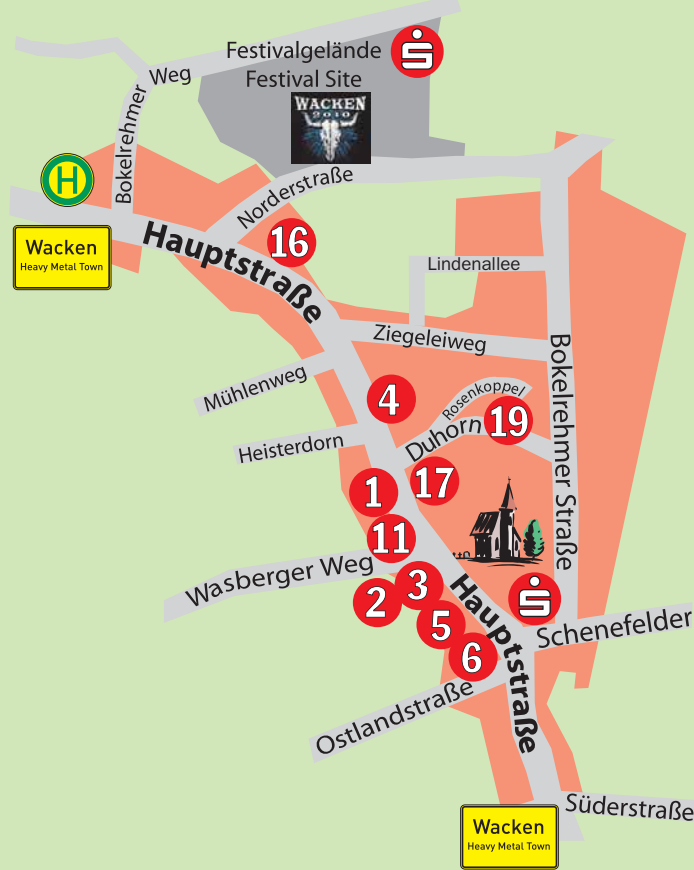 Festivalgelände
Festival Site
WACKEN
2010
Bokelrehmer Weg
H
Norderstraße
Wacken
Heavy Metal Town
Hauptstraße
16
Lindenallee
Ziegeleiweg
Mühlenweg
4
Rosenkoppel
Bokelrehmer Straße
Heisterdorn
Duhorn
19
1
17
11
Wasberger Weg
2
3
5
6
Hauptstraße
Schenefelder
Ostlandstraße
Süderstraße
Wacken
Heavy Metal Town